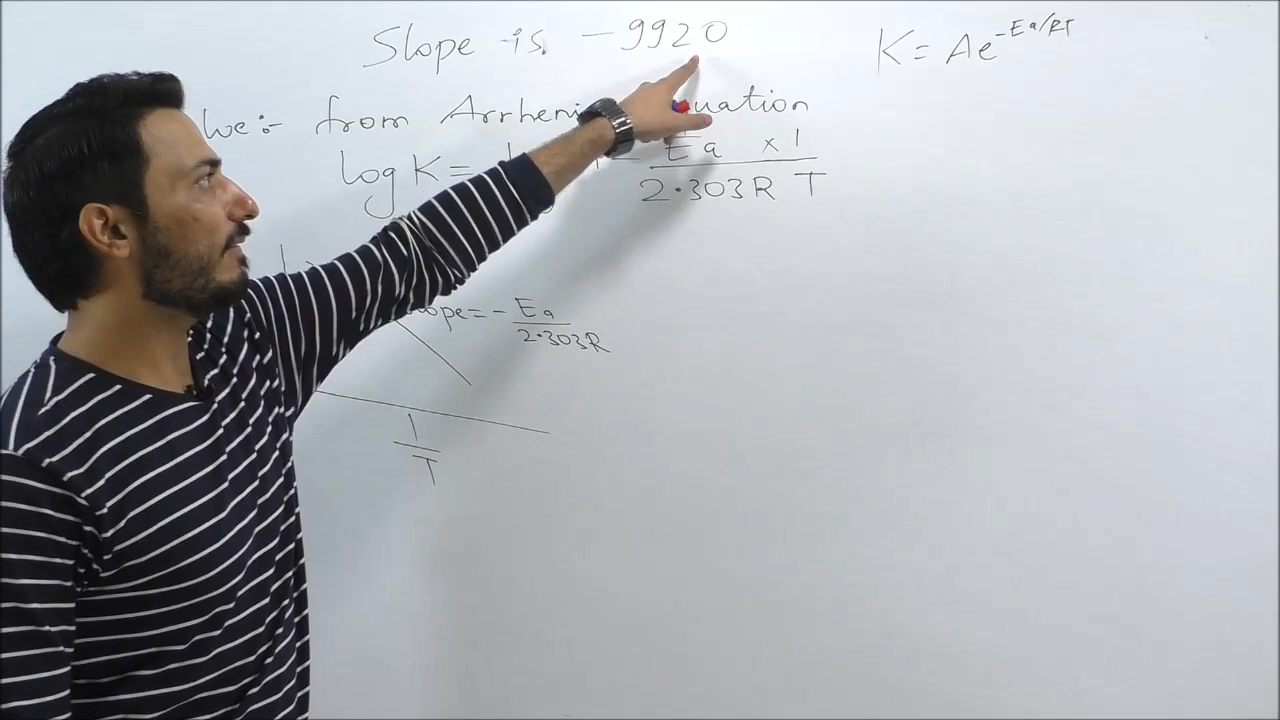 Slope is -9920
K = Ae^-Ea/RT
We:- from Arrheni uation
log K = - Ea × 1
2.303R T
ope = - Ea
2.303R
1
T